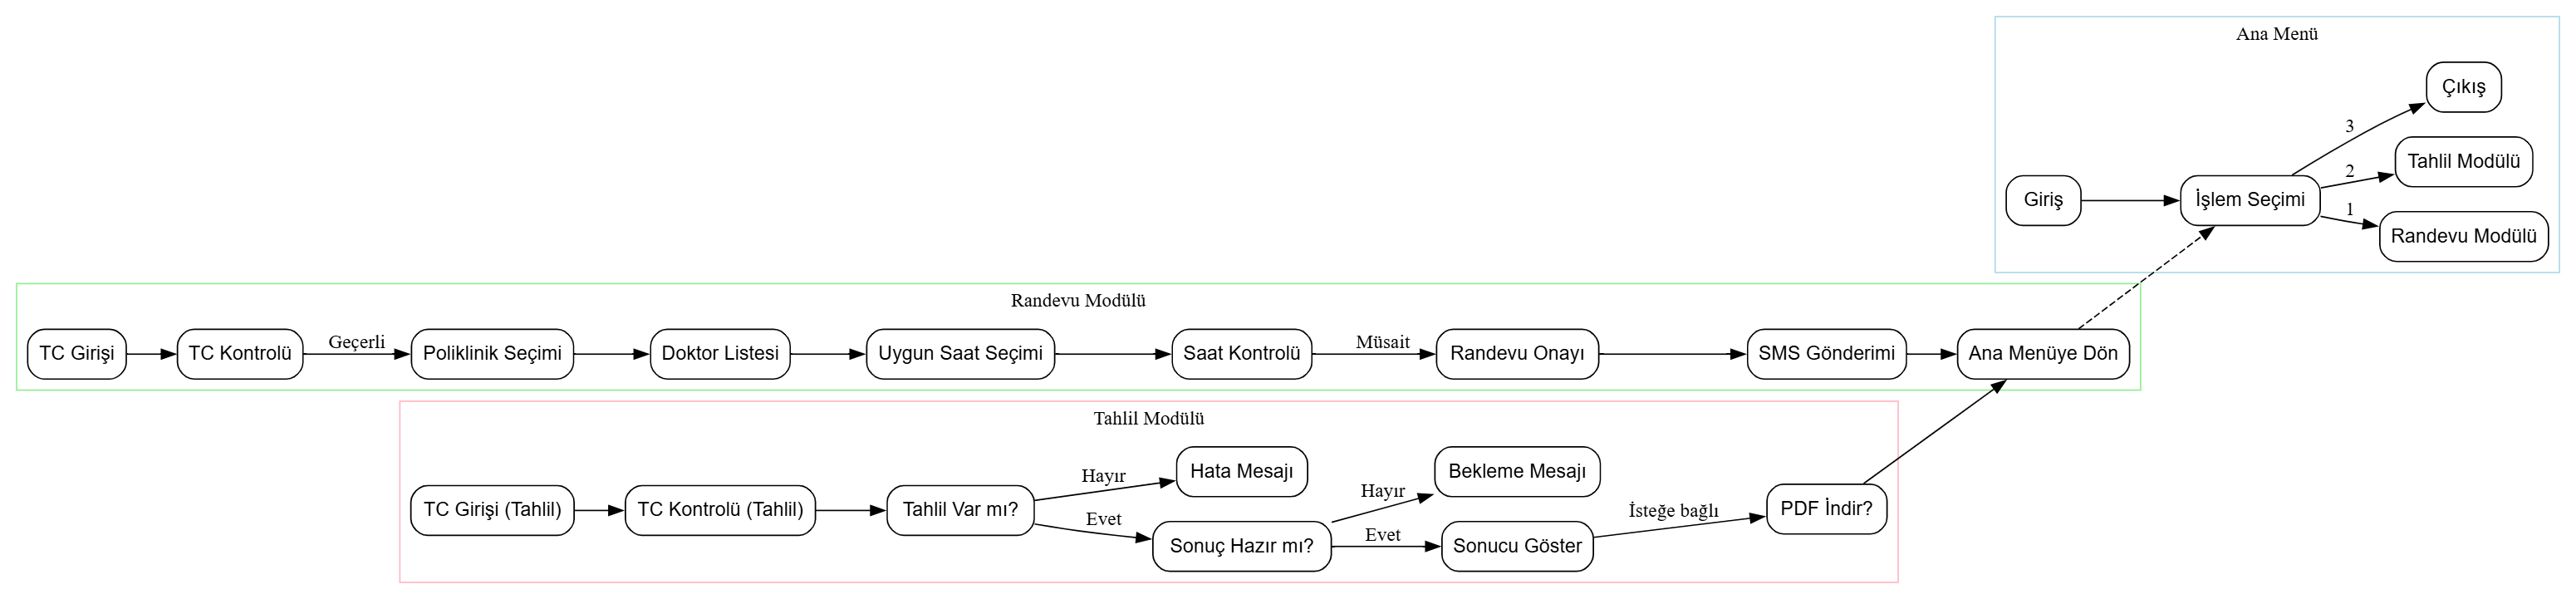 Ana Menü
Çıkış
3
Tahlil Modülü
2
Giriş
İşlem Seçimi
1
Randevu Modülü
Randevu Modülü
TC Girişi
TC Kontrolü
Geçerli
Poliklinik Seçimi
Doktor Listesi
Uygun Saat Seçimi
Saat Kontrolü
Müsait
Randevu Onayı
SMS Gönderimi
Ana Menüye Dön
Tahlil Modülü
TC Girişi (Tahlil)
TC Kontrolü (Tahlil)
Tahlil Var mı?
Hayır
Hata Mesajı
Evet
Sonuç Hazır mı?
Hayır
Bekleme Mesajı
Evet
Sonucu Göster
İsteğe bağlı
PDF İndir?